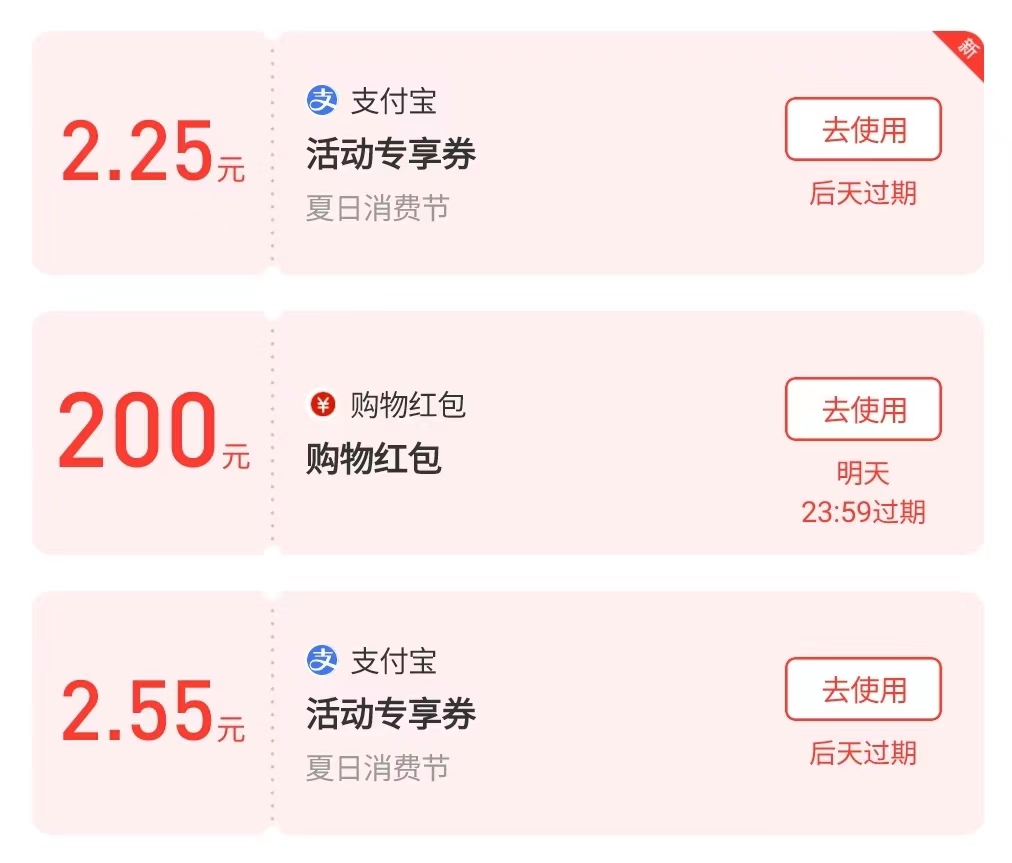 新
2.25元
支付宝
活动专享券
夏日消费节
去使用
后天过期
200元
购物红包
购物红包
去使用
明天
23:59过期
2.55元
支付宝
活动专享券
夏日消费节
去使用
后天过期